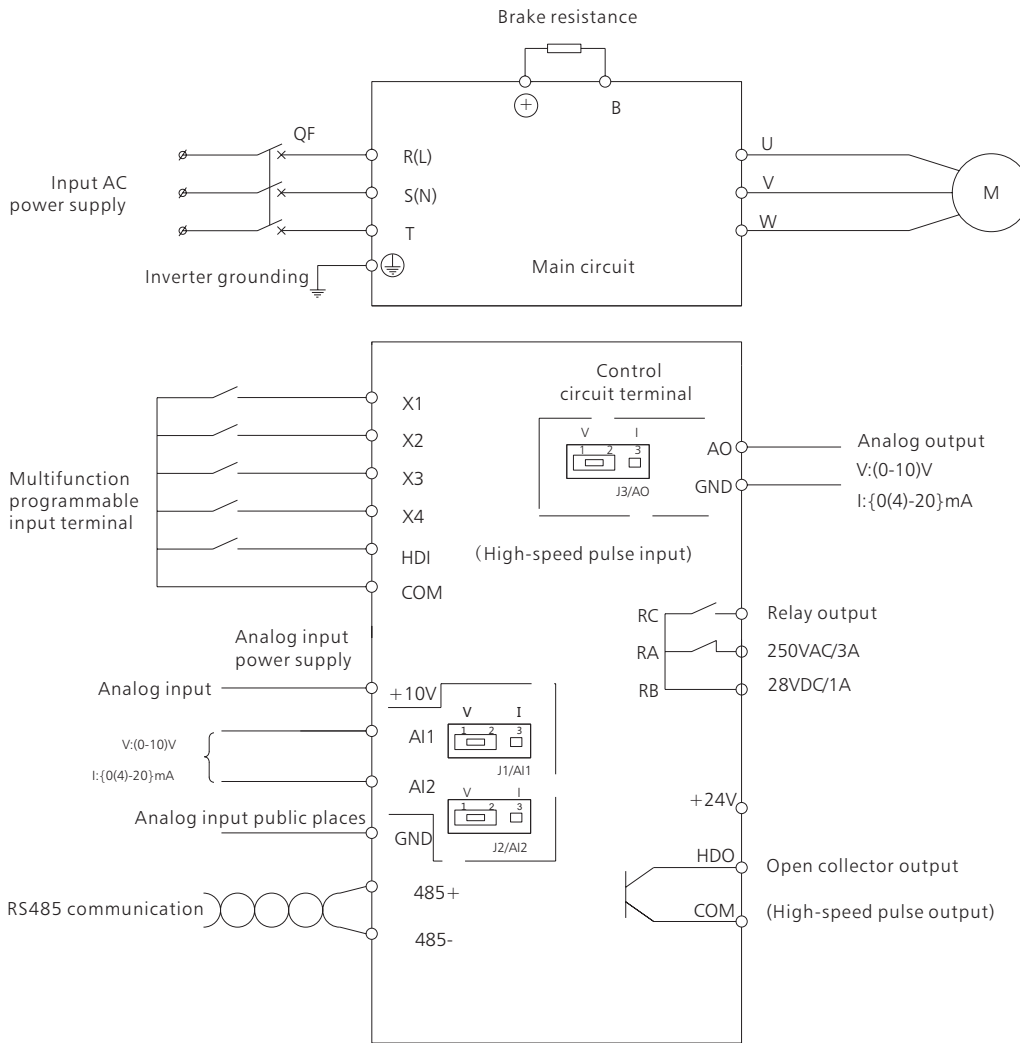 Brake resistance
+
B
QF
Input AC
power supply
R(L)
S(N)
T
Inverter grounding
Main circuit
U
V
W
M
Multifunction
programmable
input terminal
X1
X2
X3
X4
HDI
COM
Control
circuit terminal
V I
1 2 3
J3/AO
(High-speed pulse input)
AO
GND
Analog output
V:(0-10)V
I:{0(4)-20}mA
RC
RA
RB
Relay output
250VAC/3A
28VDC/1A
Analog input
power supply
Analog input
+10V
V:(0-10)V
I:{0(4)-20}mA
AI1
AI2
V I
1 2 3
J1/AI1
V I
1 2 3
J2/AI2
Analog input public places
GND
RS485 communication
485+
485-
+24V
HDO
COM
Open collector output
(High-speed pulse output)